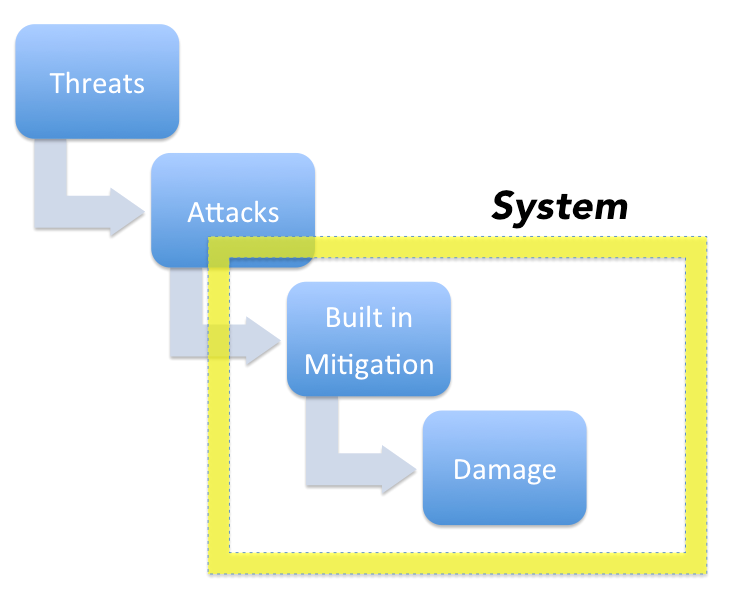 Threats
Attacks
System
Built in
Mitigation
Damage